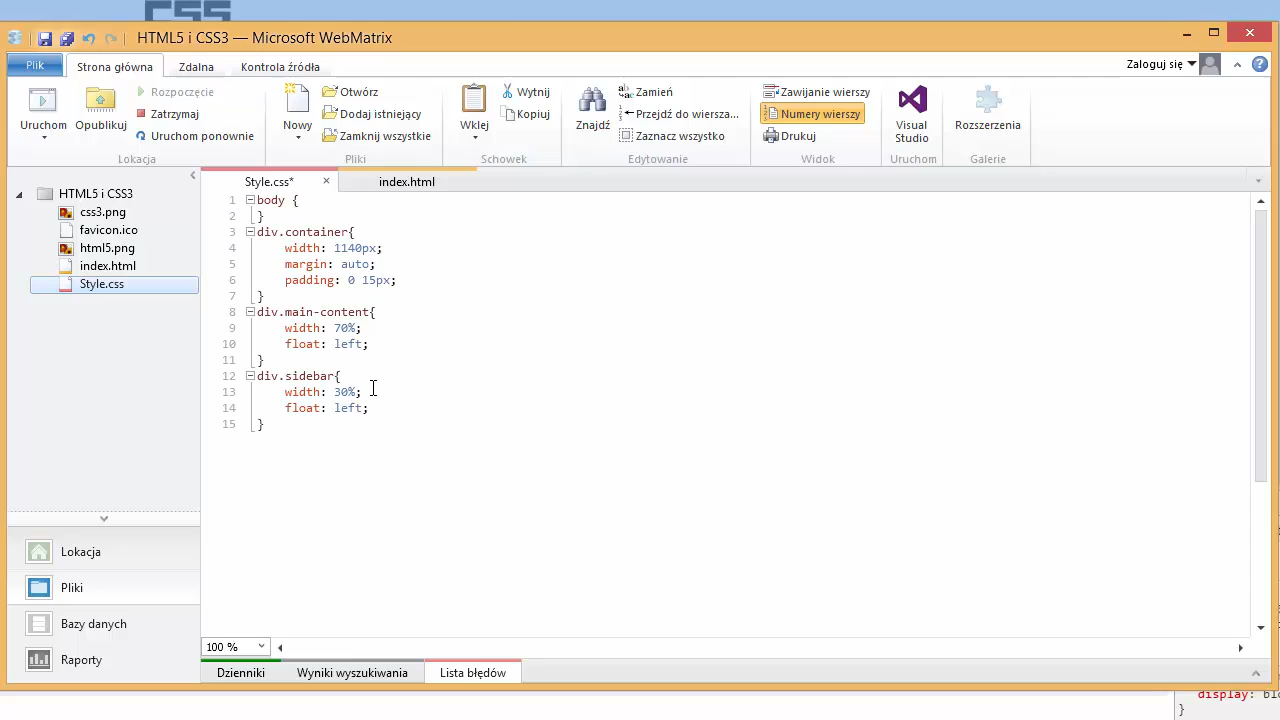 css
HTML5 i CSS3 — Microsoft WebMatrix
Plik
Strona główna
Zdalna
Kontrola źródła
Zaloguj się
Uruchom
Opublikuj
Rozpoczęcie
Zatrzymaj
Uruchom ponownie
Lokacja
Nowy
Otwórz
Dodaj istniejący
Zamknij wszystkie
Pliki
Wklej
Wytnij
Kopiuj
Schowek
Znajdź
Zamień
Przejdź do wiersza...
Zaznacz wszystko
Edytowanie
Zawijanie wierszy
Numery wierszy
Drukuj
Widok
Visual
Studio
Uruchom
Rozszerzenia
Galerie
HTML5 i CSS3
css3.png
favicon.ico
html5.png
index.html
Style.css
Style.css*
index.html
1 body {
2 }
3 div.container{
4 width: 1140px;
5 margin: auto;
6 padding: 0 15px;
7 }
8 div.main-content{
9 width: 70%;
10 float: left;
11 }
12 div.sidebar{
13 width: 30%;
14 float: left;
15 }
Lokacja
Pliki
Bazy danych
Raporty
100 %
Dzienniki
Wyniki wyszukiwania
Lista błędów
}